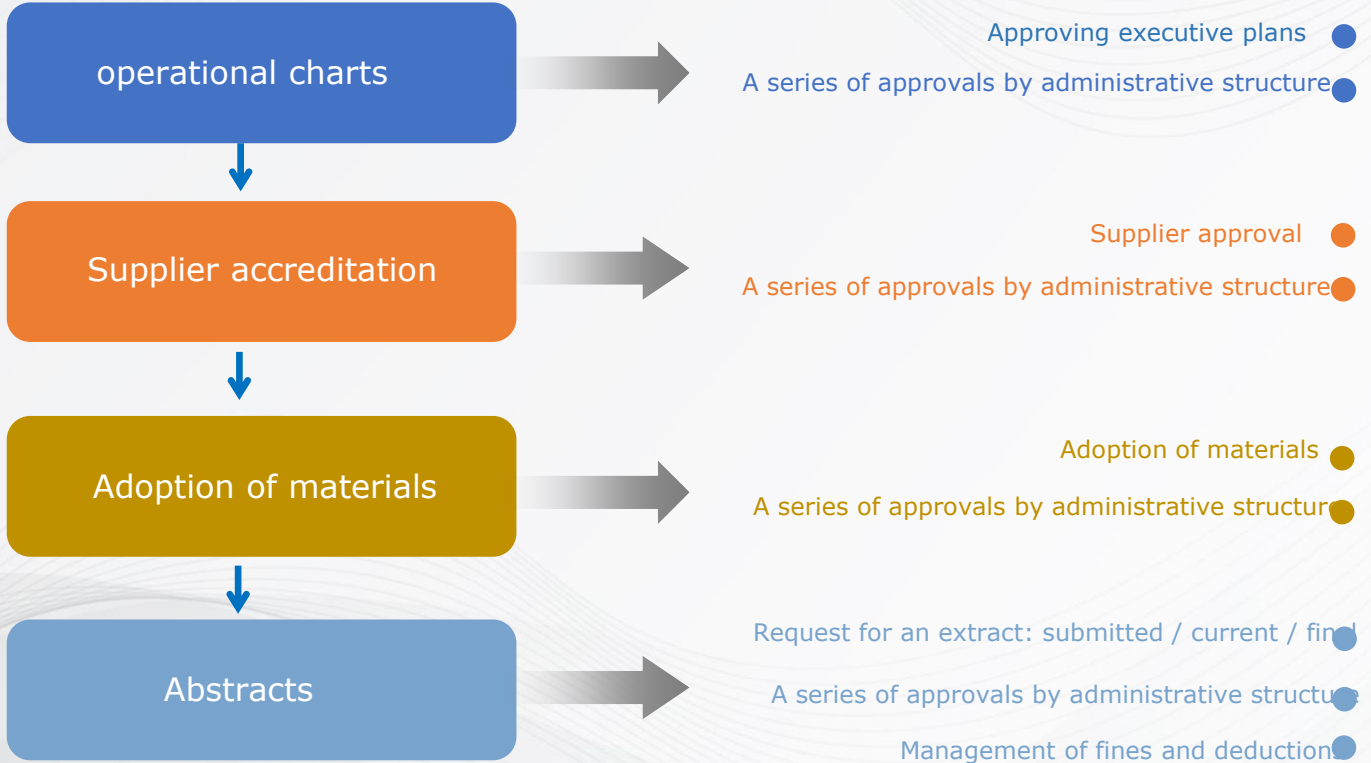 operational charts
Approving executive plans
A series of approvals by administrative structure
Supplier accreditation
Supplier approval
A series of approvals by administrative structure
Adoption of materials
Adoption of materials
A series of approvals by administrative structure
Abstracts
Request for an extract: submitted / current / final
A series of approvals by administrative structure
Management of fines and deductions